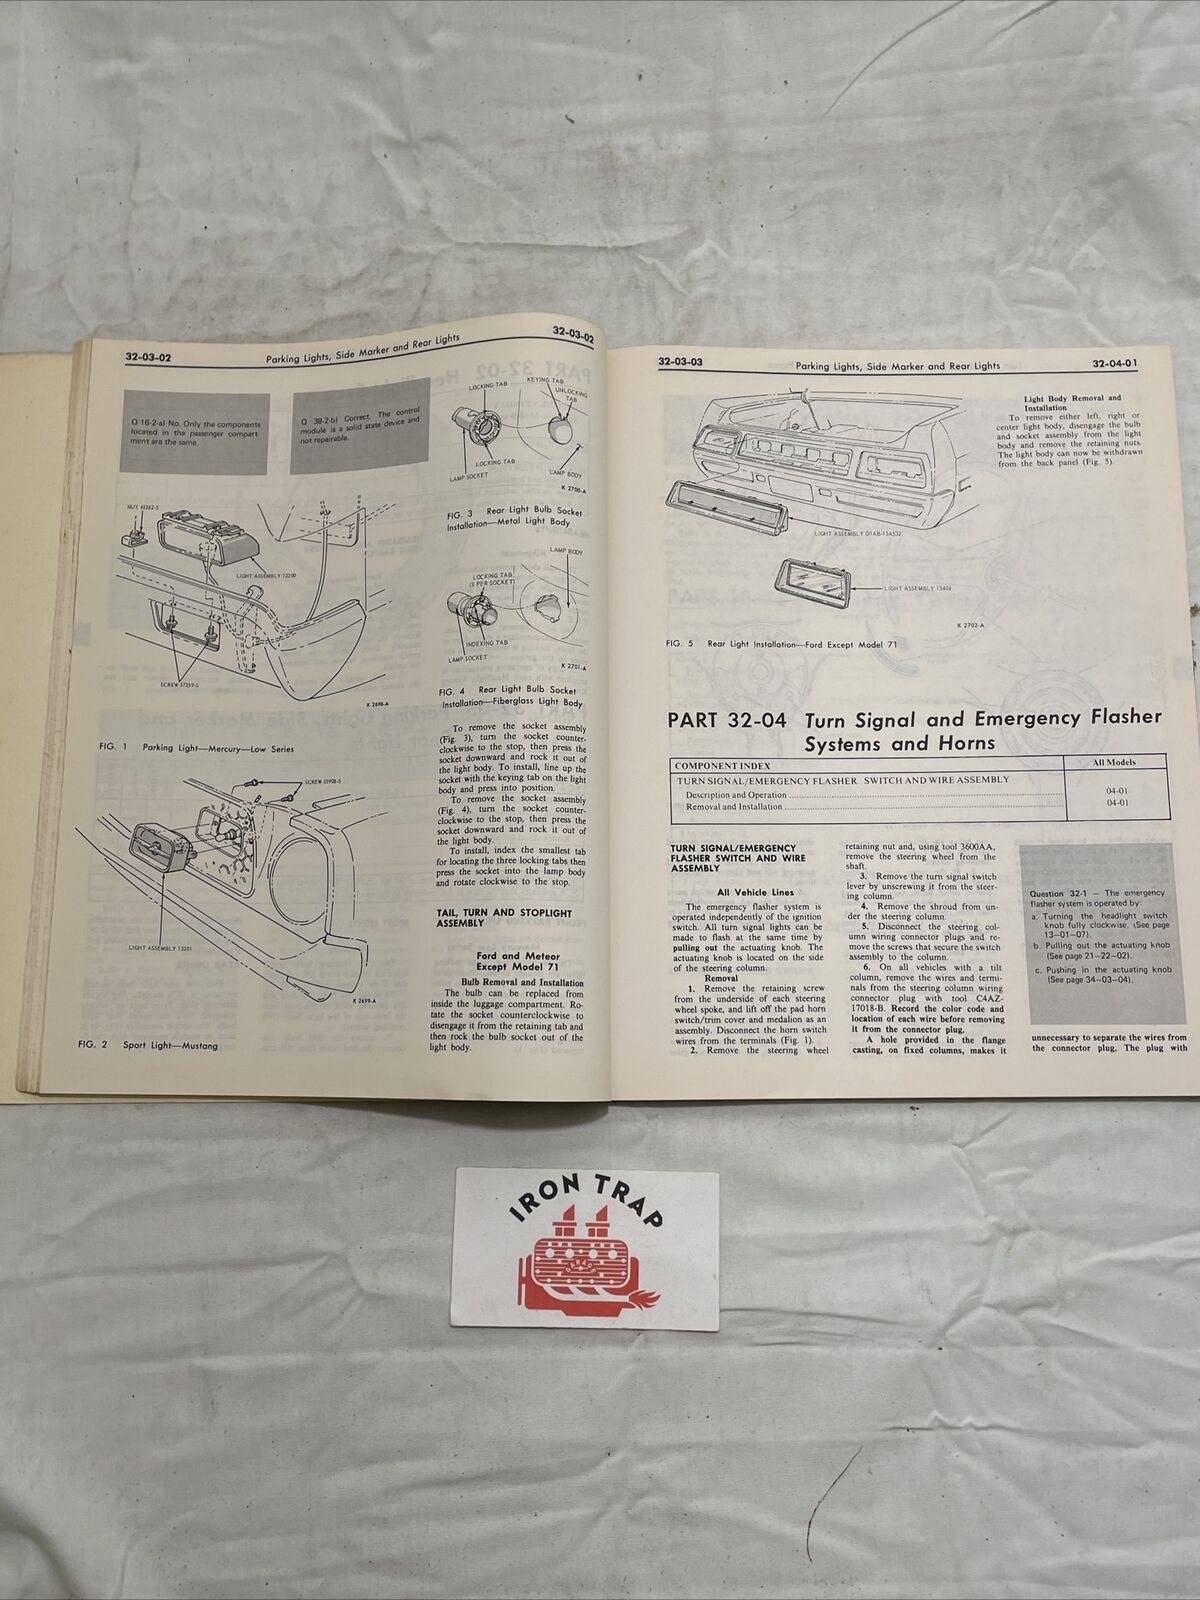 32-03-02
Parking Lights, Side Marker and Rear Lights
32-03-02
Q 16-2-a) No. Only the components
located in the passenger compart-
ment are the same.
Q 38-2-b) Correct. The control
module is a solid state device and
not repairable.
NUT 45262-S
LIGHT ASSEMBLY 13200
SCREW 57259-S
K 2698-A
FIG. 1 Parking Light—Mercury—Low Series
SCREW 55908-S
LIGHT ASSEMBLY 13201
K 2699-A
FIG. 2 Sport Light—Mustang
LOCKING TAB
KEYING TAB
UNLOCKING
TAB
LOCKING TAB
LAMP SOCKET
LAMP BODY
K 2700-A
FIG. 3 Rear Light Bulb Socket
Installation—Metal Light Body
LAMP BODY
LOCKING TAB
(3 PER SOCKET)
INDEXING TAB
LAMP SOCKET
K 2701-A
FIG. 4 Rear Light Bulb Socket
Installation—Fiberglass Light Body
To remove the socket assembly
(Fig. 3), turn the socket counter-
clockwise to the stop, then press the
socket downward and rock it out of
the light body. To install, line up the
socket with the keying tab on the light
body and press into position.
To remove the socket assembly
(Fig. 4), turn the socket counter-
clockwise to the stop, then press the
socket downward and rock it out of
the light body.
To install, index the smallest tab
for locating the three locking tabs then
press the socket into the lamp body
and rotate clockwise to the stop.
TAIL, TURN AND STOPLIGHT
ASSEMBLY
Ford and Meteor
Except Model 71
Bulb Removal and Installation
The bulb can be replaced from
inside the luggage compartment. Ro-
tate the socket counterclockwise to
disengage it from the retaining tab and
then rock the bulb socket out of the
light body.
32-03-03
Parking Lights, Side Marker and Rear Lights
32-04-01
LIGHT ASSEMBLY D1AB-13A532
LIGHT ASSEMBLY 13404
K 2702-A
FIG. 5 Rear Light Installation—Ford Except Model 71
Light Body Removal and
Installation
To remove either left, right or
center light body, disengage the bulb
and socket assembly from the light
body and remove the retaining nuts.
The light body can now be withdrawn
from the back panel (Fig. 5).
PART 32-04 Turn Signal and Emergency Flasher
Systems and Horns
COMPONENT INDEX
All Models
TURN SIGNAL/EMERGENCY FLASHER SWITCH AND WIRE ASSEMBLY
Description and Operation 04-01
Removal and Installation 04-01
TURN SIGNAL/EMERGENCY
FLASHER SWITCH AND WIRE
ASSEMBLY
All Vehicle Lines
The emergency flasher system is
operated independently of the ignition
switch. All turn signal lights can be
made to flash at the same time by
pulling out the actuating knob. The
actuating knob is located on the side
of the steering column.
Removal
1. Remove the retaining screw
from the underside of each steering
wheel spoke, and lift off the pad horn
switch/trim cover and medalion as an
assembly. Disconnect the horn switch
wires from the terminals (Fig. 1).
2. Remove the steering wheel
retaining nut and, using tool 3600AA,
remove the steering wheel from the
shaft.
3. Remove the turn signal switch
lever by unscrewing it from the steer-
ing column.
4. Remove the shroud from un-
der the steering column.
5. Disconnect the steering col-
umn wiring connector plugs and re-
move the screws that secure the switch
assembly to the column.
6. On all vehicles with a tilt
column, remove the wires and termi-
nals from the steering column wiring
connector plug with tool C4AZ-
17018-B. Record the color code and
location of each wire before removing
it from the connector plug.
A hole provided in the flange
casting, on fixed columns, makes it
Question 32-1 — The emergency
flasher system is operated by:
a. Turning the headlight switch
knob fully clockwise. (See page
13-01-07).
b. Pulling out the actuating knob
(See page 21-22-02).
c. Pushing in the actuating knob
(See page 34-03-04).
unnecessary to separate the wires from
the connector plug. The plug with
IRON TRAP
GARAGE